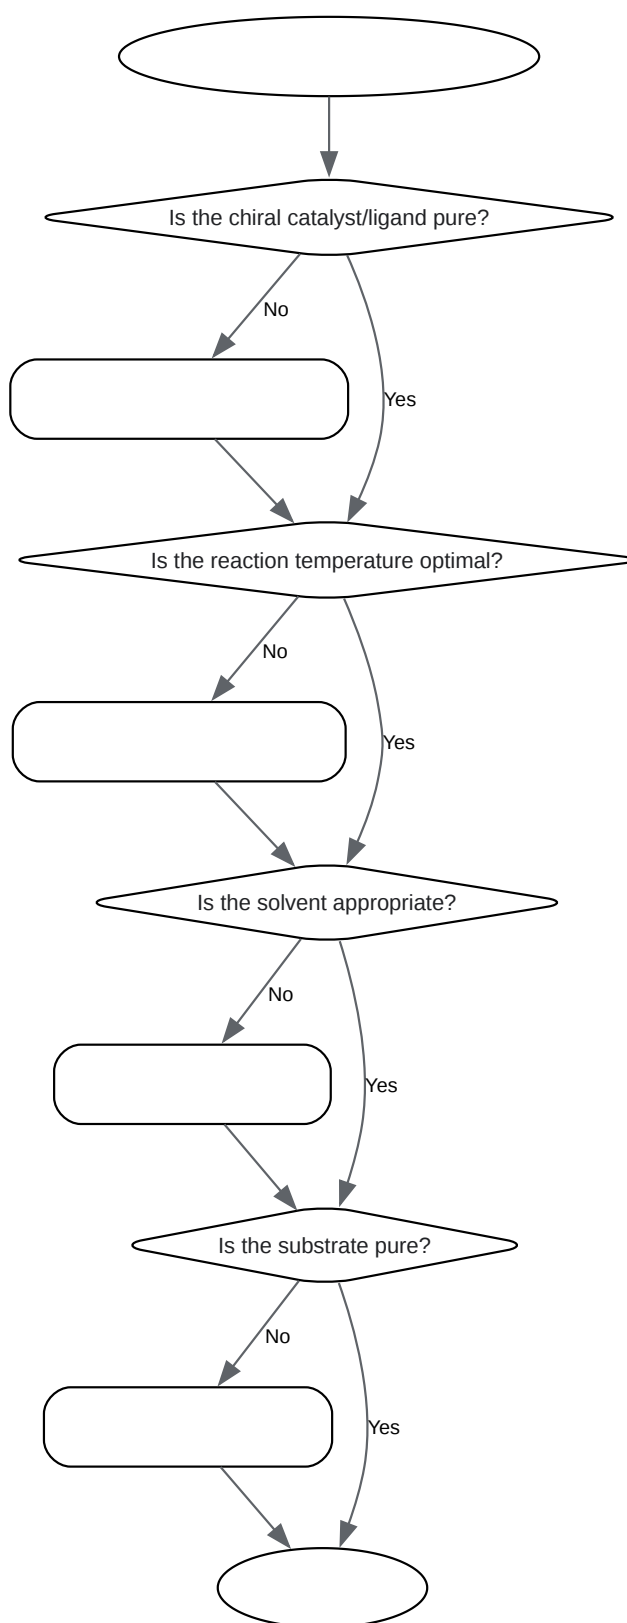 Is the chiral catalyst/ligand pure?
No
Yes
Is the reaction temperature optimal?
No
Yes
Is the solvent appropriate?
No
Yes
Is the substrate pure?
No
Yes